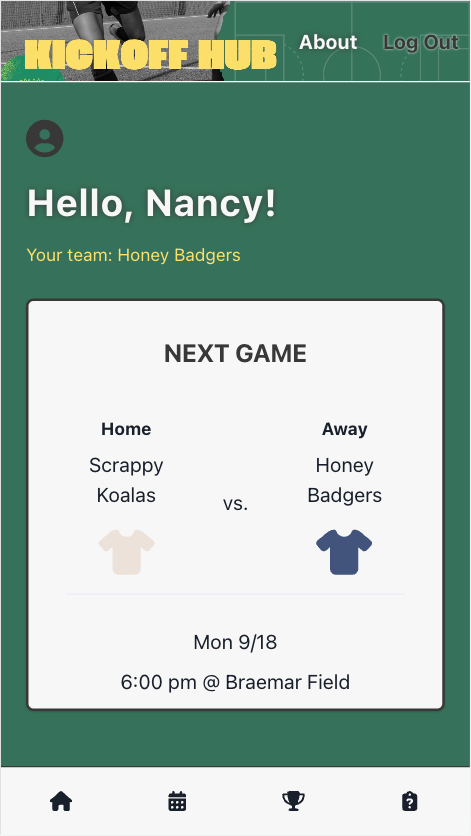 KICKOFF HUB
About
Log Out
Hello, Nancy!
Your team: Honey Badgers
NEXT GAME
Home
Scrappy
Koalas
vs.
Away
Honey
Badgers
Mon 9/18
6:00 pm @ Braemar Field
?